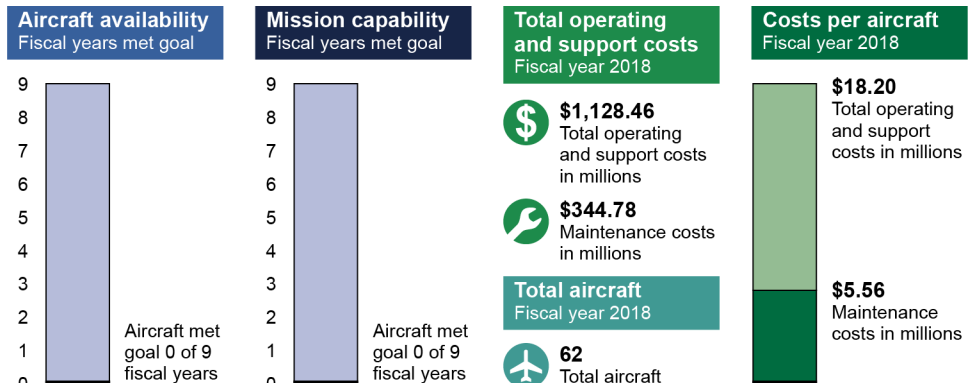 Aircraft availability
Fiscal years met goal
9
8
7
6
5
4
3
2
1
0
Aircraft met
goal 0 of 9
fiscal years
Mission capability
Fiscal years met goal
9
8
7
6
5
4
3
2
1
0
Aircraft met
goal 0 of 9
fiscal years
Total operating
and support costs
Fiscal year 2018
$
$1,128.46
Total operating
and support costs
in millions
$344.78
Maintenance costs
in millions
Total aircraft
Fiscal year 2018
62
Total aircraft
Costs per aircraft
Fiscal year 2018
$18.20
Total operating
and support
costs in millions
$5.56
Maintenance
costs in millions